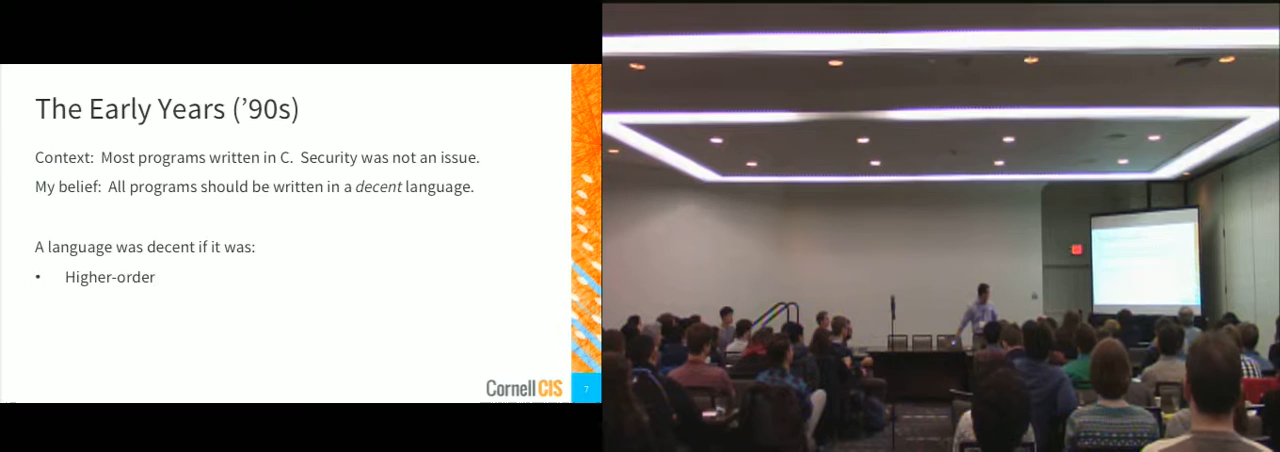 The Early Years (’90s)
Context: Most programs written in C. Security was not an issue.
My belief: All programs should be written in a decent language.
A language was decent if it was:
• Higher-order
Cornell CIS
7